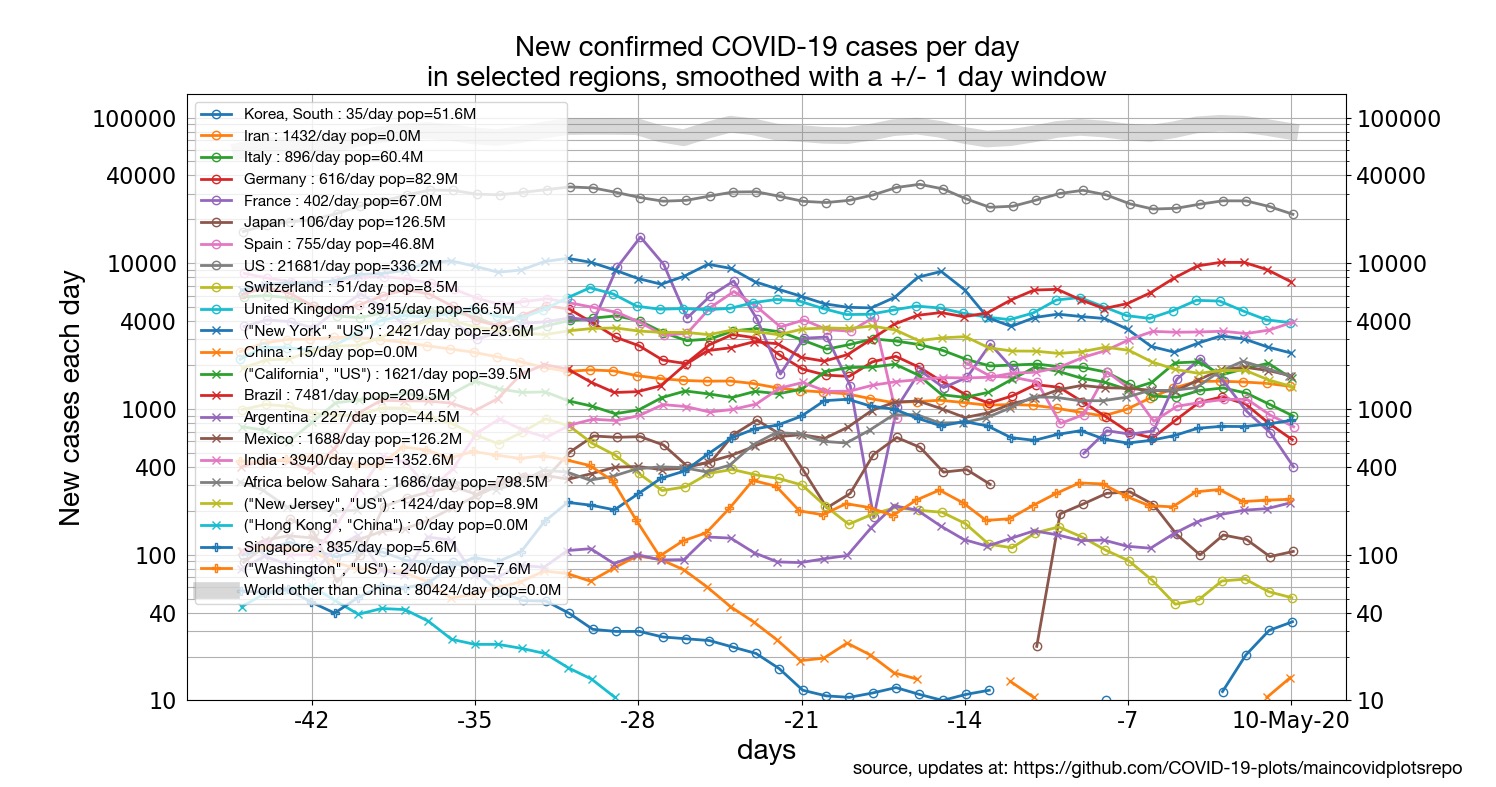 New confirmed COVID-19 cases per day
in selected regions, smoothed with a +/- 1 day window
100000
40000
10000
4000
1000
400
100
40
10
New cases each day
Korea, South : 35/day pop=51.6M
Iran : 1432/day pop=0.0M
Italy : 896/day pop=60.4M
Germany : 616/day pop=82.9M
France : 402/day pop=67.0M
Japan : 106/day pop=126.5M
Spain : 755/day pop=46.8M
US : 21681/day pop=336.2M
Switzerland : 51/day pop=8.5M
United Kingdom : 3915/day pop=66.5M
("New York", "US") : 2421/day pop=23.6M
China : 15/day pop=0.0M
("California", "US") : 1621/day pop=39.5M
Brazil : 7481/day pop=209.5M
Argentina : 227/day pop=44.5M
Mexico : 1688/day pop=126.2M
India : 3940/day pop=1352.6M
Africa below Sahara : 1686/day pop=798.5M
("New Jersey", "US") : 1424/day pop=8.9M
("Hong Kong", "China") : 0/day pop=0.0M
Singapore : 835/day pop=5.6M
("Washington", "US") : 240/day pop=7.6M
World other than China : 80424/day pop=0.0M
100000
40000
10000
4000
1000
400
100
40
10
-42 -35 -28 -21 -14 -7 10-May-20
days
source, updates at: https://github.com/COVID-19-plots/maincovidplotsrepo